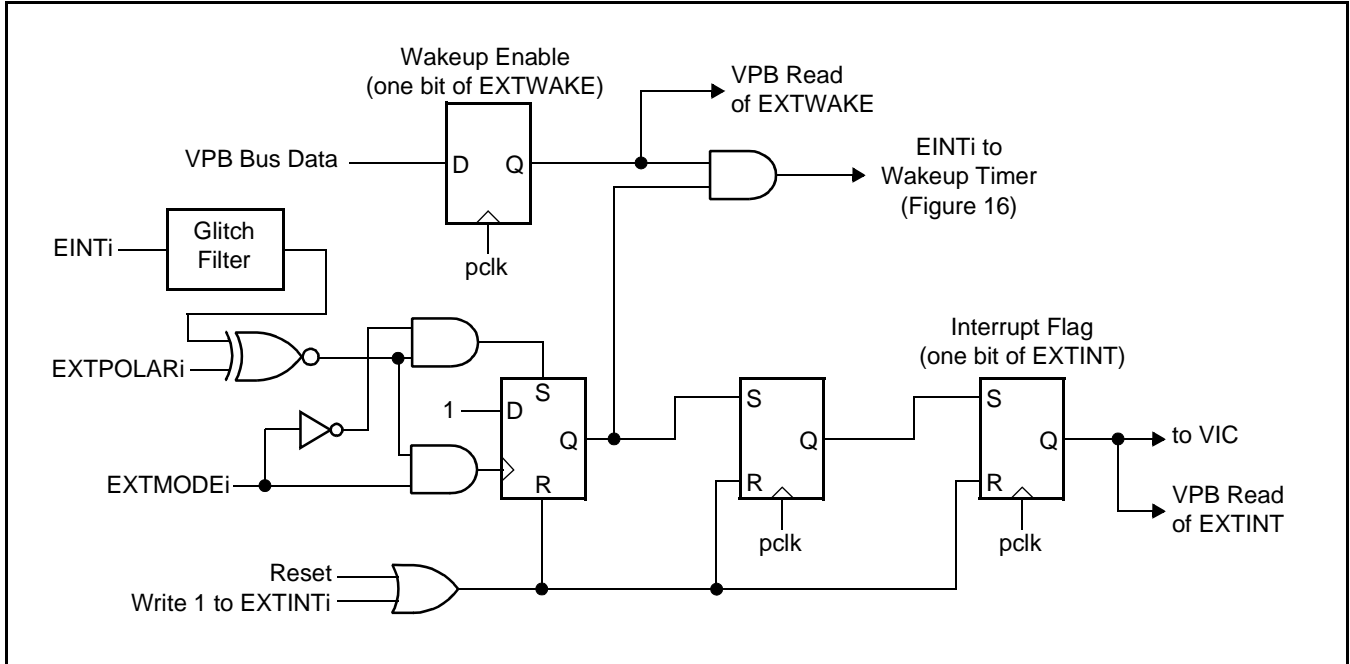 Wakeup Enable
(one bit of EXTWAKE)
VPB Read
of EXTWAKE
VPB Bus Data
D
Q
pclk
EINTi to
Wakeup Timer
(Figure 16)
EINTi
Glitch
Filter
EXTPOLARi
EXTMODEi
1
D
S
Q
R
S
Q
R
pclk
Interrupt Flag
(one bit of EXTINT)
S
Q
R
pclk
to VIC
VPB Read
of EXTINT
Reset
Write 1 to EXTINTi